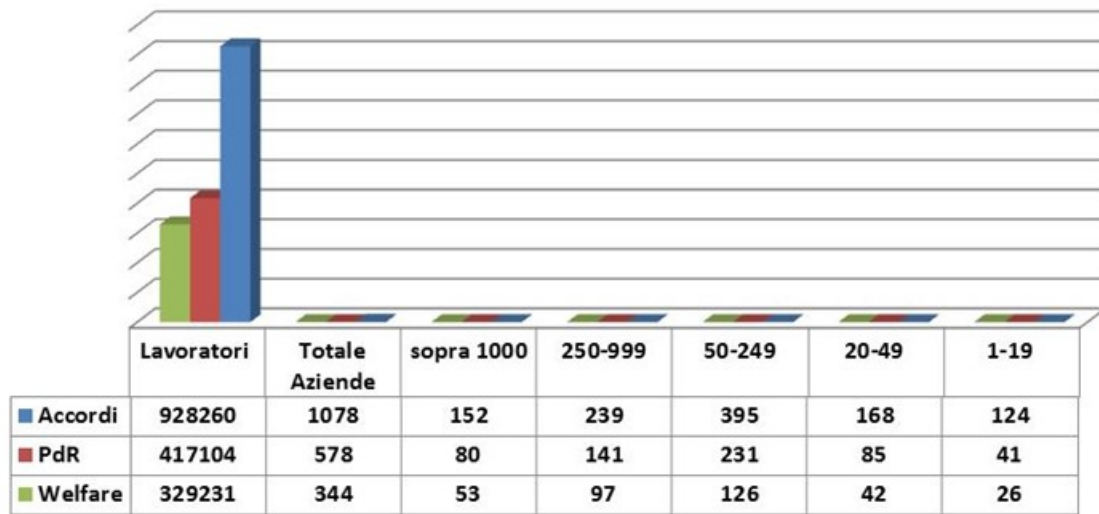 Lavoratori Totale Aziende sopra 1000 250-999 50-249 20-49 1-19
Accordi 928260 1078 152 239 395 168 124
PdR 417104 578 80 141 231 85 41
Welfare 329231 344 53 97 126 42 26